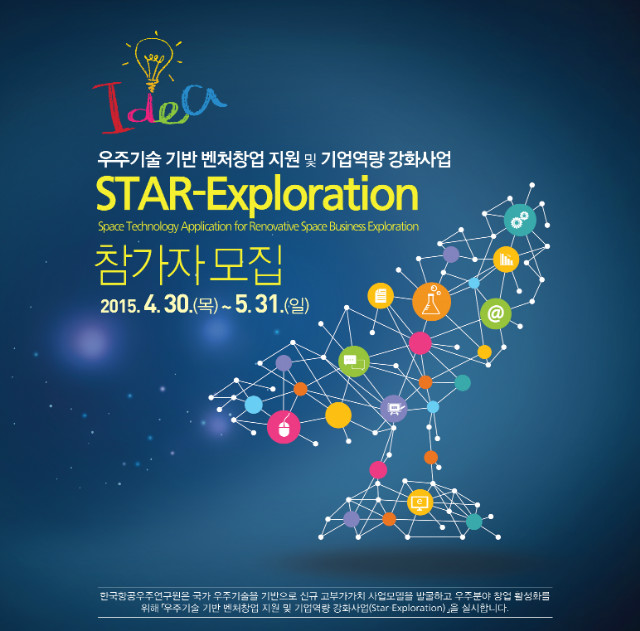 Idea
우주기술 기반 벤처창업 지원 및 기업역량 강화사업
STAR-Exploration
Space Technology Application for Renovative Space Business Exploration
참가자 모집
2015. 4. 30.(목) ~ 5. 31.(일)
@
e
한국항공우주연구원은 국가 우주기술을 기반으로 신규 고부가가치 사업모델을 발굴하고 우주분야 창업 활성화를
위해 「우주기술 기반 벤처창업 지원 및 기업역량 강화사업(Star Exploration) 」을 실시합니다.